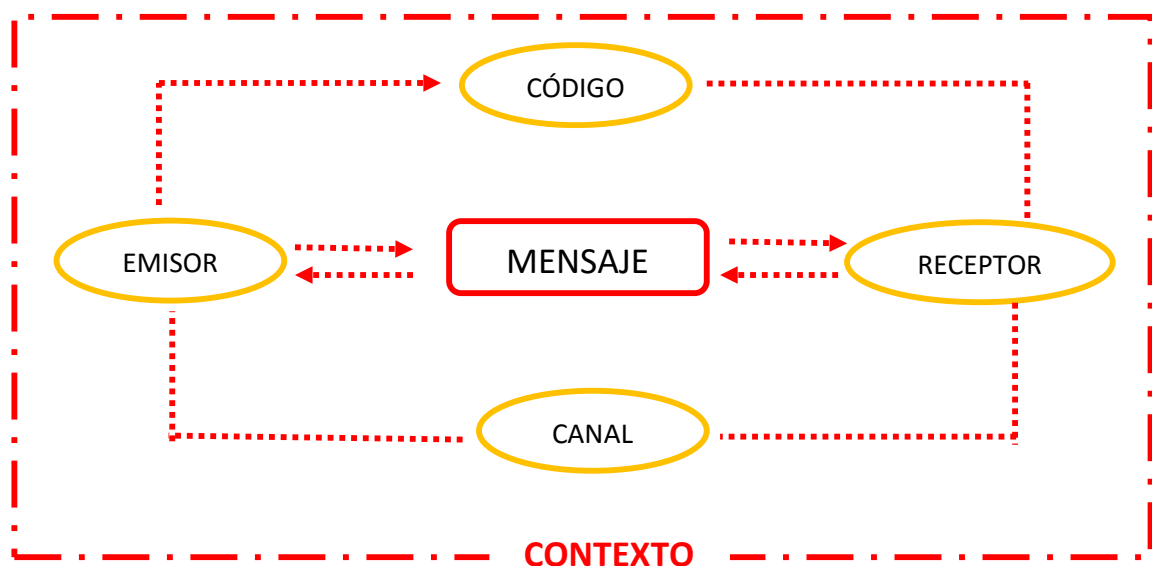 CÓDIGO
EMISOR
MENSAJE
RECEPTOR
CANAL
CONTEXTO